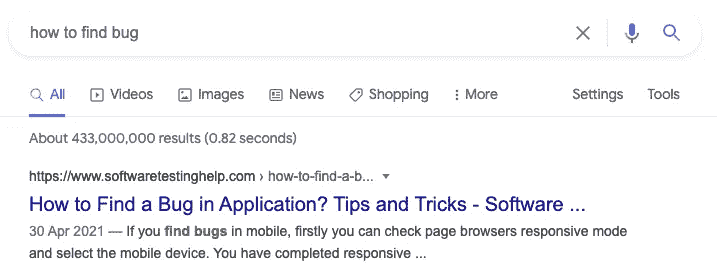 how to find bug
All Videos Images News Shopping More Settings Tools
About 433,000,000 results (0.82 seconds)
https://www.softwaretestinghelp.com › how-to-find-a-b...
How to Find a Bug in Application? Tips and Tricks - Software ...
30 Apr 2021 — If you find bugs in mobile, firstly you can check page browsers responsive mode
and select the mobile device. You have completed responsive ...